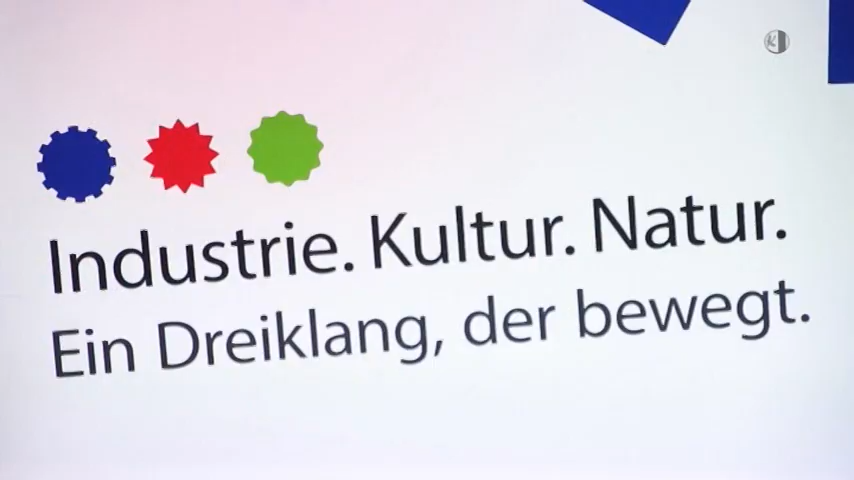 Industrie. Kultur. Natur.
Ein Dreiklang, der bewegt.